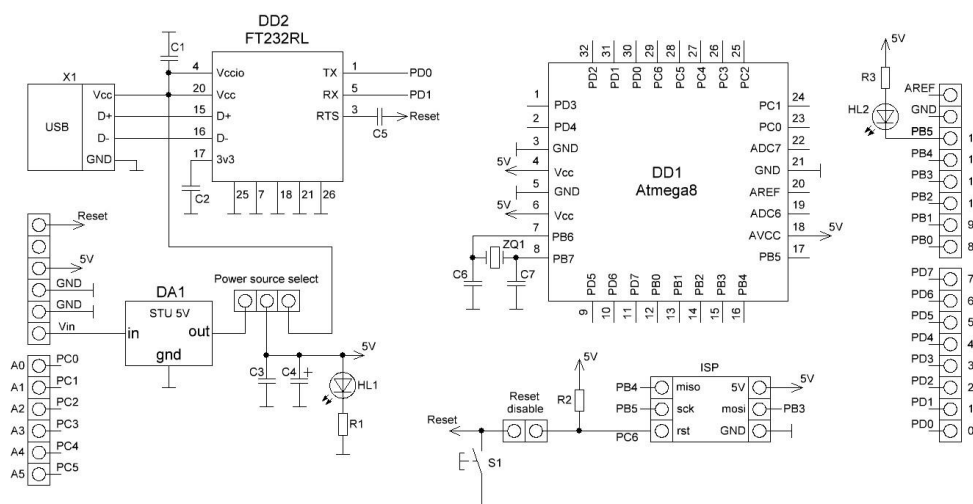 DD2
FT232RL
C1
X1
USB
Vcc
D+
D-
GND
4 Vccio TX 1 PD0
20 Vcc RX 5 PD1
15 D+ RTS 3 C5 Reset
16 D-
17 3v3
C2
25 7 18 21 26
Reset
5V
GND
GND
Vin
DA1
STU 5V
in out
gnd
Power source select
C3
C4 +
5V
HL1
R1
A0 PC0
A1 PC1
A2 PC2
A3 PC3
A4 PC4
A5 PC5
32 31 30 29 28 27 26 25
PD2 PD1 PD0 PC6 PC5 PC4 PC3 PC2
DD1
Atmega8
1 PD3
2 PD4
3 GND
5V 4 Vcc
5 GND
5V 6 Vcc
7 PB6
8 PB7
ZQ1
C6 C7
PC1 24
PC0 23
ADC7 22
GND 21
AREF 20
ADC6 19
AVCC 18 5V
PB5 17
PD5 PD6 PD7 PB0 PB1 PB2 PB3 PB4
9 10 11 12 13 14 15 16
Reset
S1
Reset
disable
5V
R2
PC6
ISP
PB4 miso 5V 5V
PB5 sck mosi PB3
rst GND
5V
R3
HL2
AREF
GND
PB5 1
PB4 1
PB3 1
PB2 1
PB1 9
PB0 8
PD7 7
PD6 6
PD5 5
PD4 4
PD3 3
PD2 2
PD1 1
PD0 0